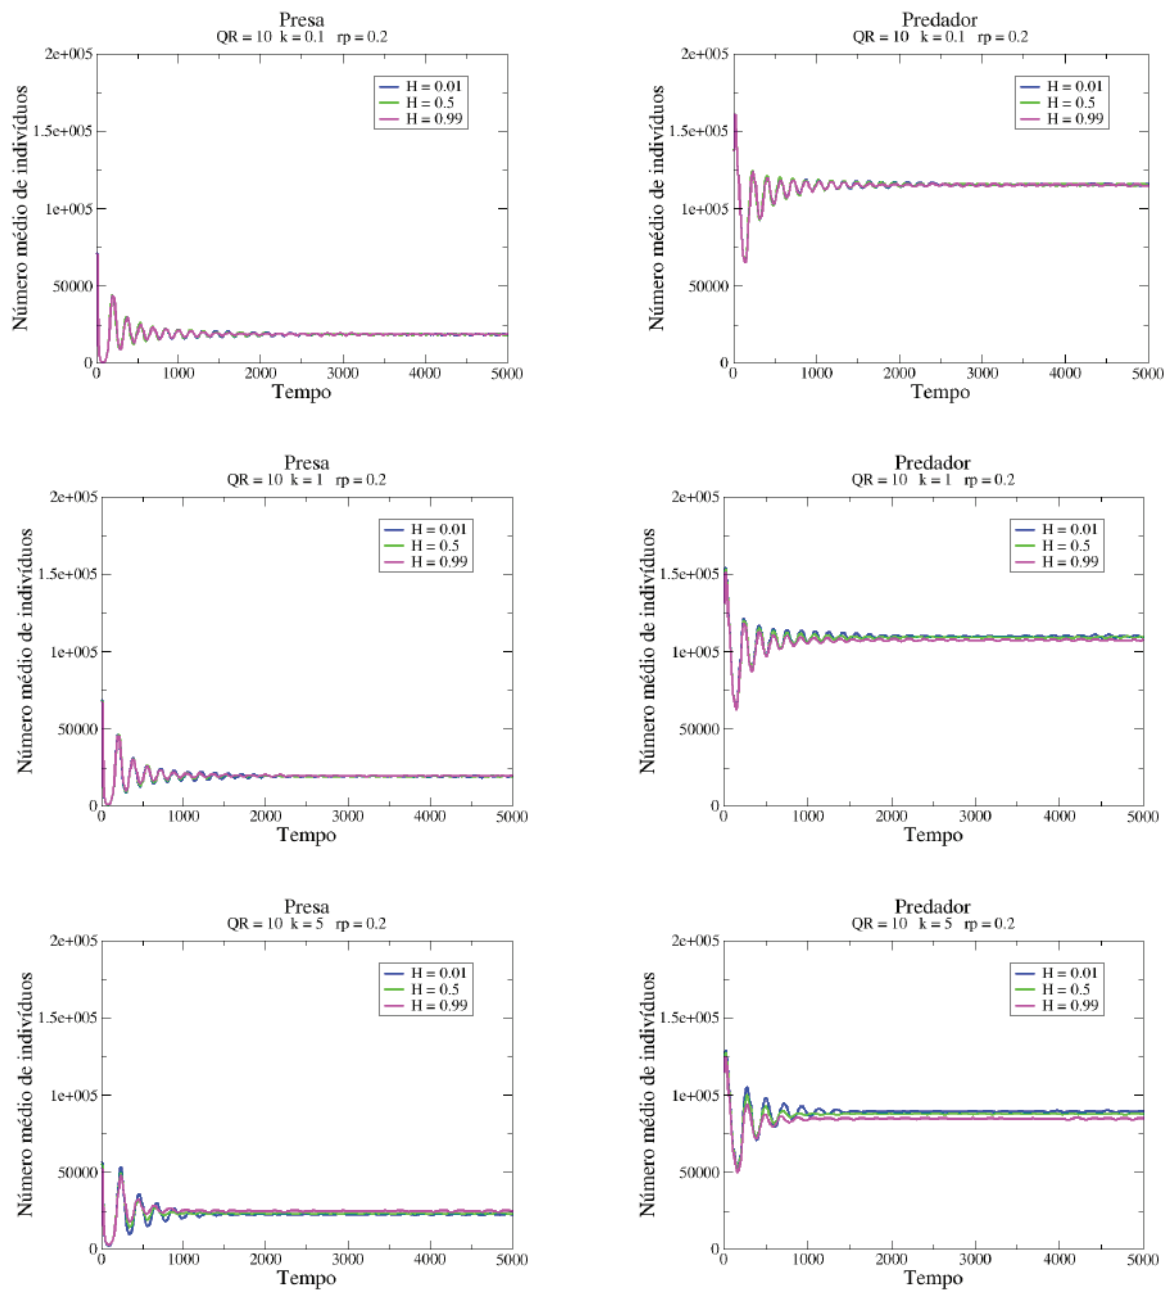 Presa
QR = 10 k = 0.1 rp = 0.2
2e+005
1.5e+005
1e+005
50000
0
Número médio de indivíduos
H = 0.01
H = 0.5
H = 0.99
0 1000 2000 3000 4000 5000
Tempo
Predador
QR = 10 k = 0.1 rp = 0.2
2e+005
1.5e+005
1e+005
50000
0
Número médio de indivíduos
H = 0.01
H = 0.5
H = 0.99
0 1000 2000 3000 4000 5000
Tempo
Presa
QR = 10 k = 1 rp = 0.2
2e+005
1.5e+005
1e+005
50000
0
Número médio de indivíduos
H = 0.01
H = 0.5
H = 0.99
0 1000 2000 3000 4000 5000
Tempo
Predador
QR = 10 k = 1 rp = 0.2
2e+005
1.5e+005
1e+005
50000
0
Número médio de indivíduos
H = 0.01
H = 0.5
H = 0.99
0 1000 2000 3000 4000 5000
Tempo
Presa
QR = 10 k = 5 rp = 0.2
2e+005
1.5e+005
1e+005
50000
0
Número médio de indivíduos
H = 0.01
H = 0.5
H = 0.99
0 1000 2000 3000 4000 5000
Tempo
Predador
QR = 10 k = 5 rp = 0.2
2e+005
1.5e+005
1e+005
50000
0
Número médio de indivíduos
H = 0.01
H = 0.5
H = 0.99
0 1000 2000 3000 4000 5000
Tempo